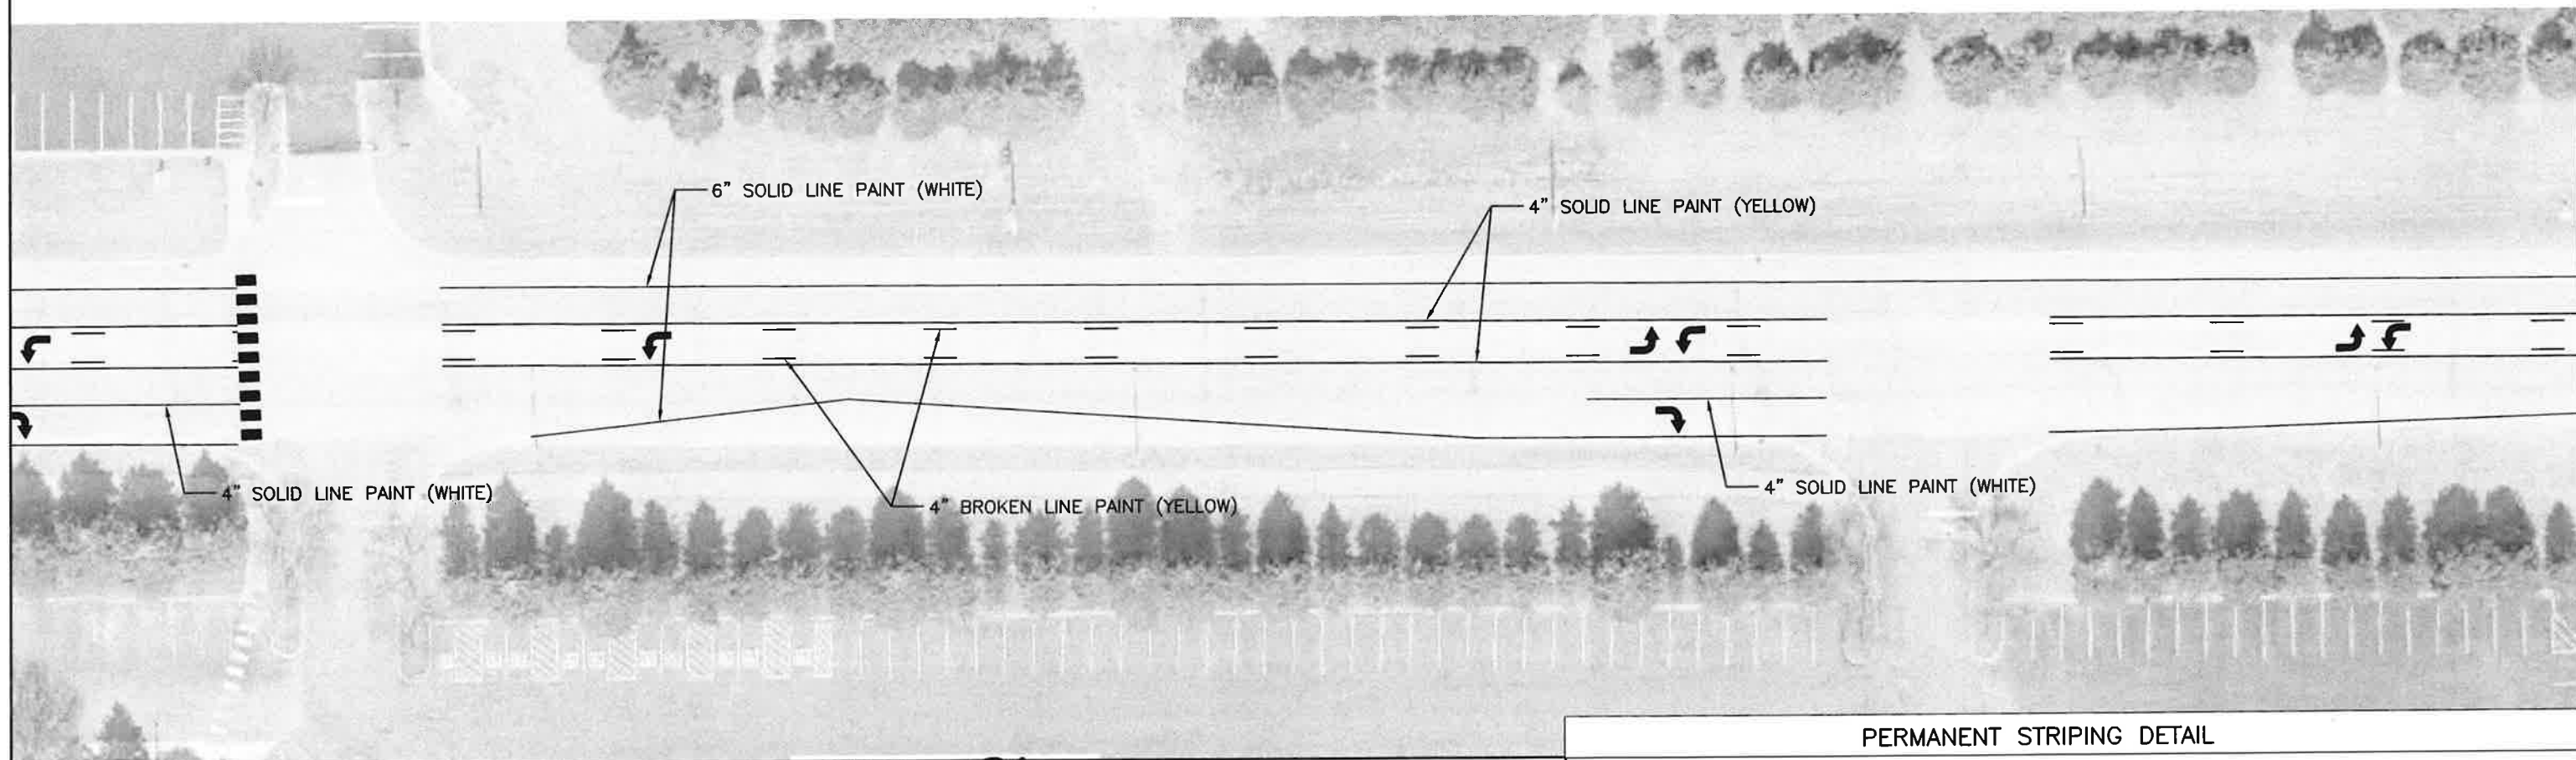 6" SOLID LINE PAINT (WHITE)
4" SOLID LINE PAINT (YELLOW)
4" SOLID LINE PAINT (WHITE)
4" BROKEN LINE PAINT (YELLOW)
4" SOLID LINE PAINT (WHITE)
PERMANENT STRIPING DETAIL